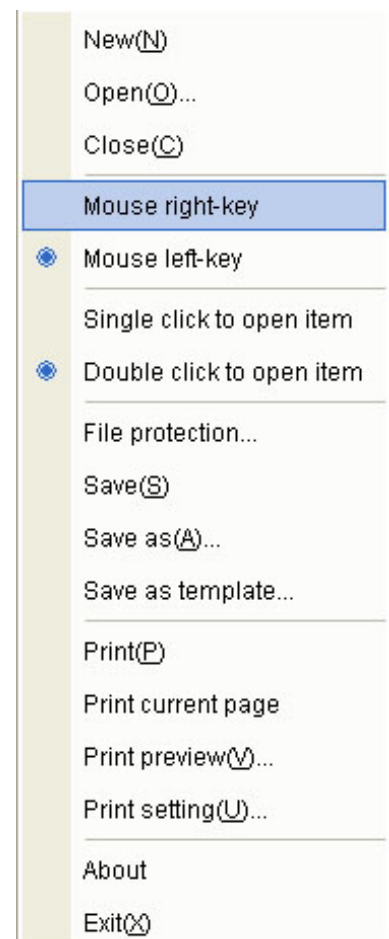 New(N)
Open(O)...
Close(C)
Mouse right-key
Mouse left-key
Single click to open item
Double click to open item
File protection...
Save(S)
Save as(A)...
Save as template...
Print(P)
Print current page
Print preview(V)...
Print setting(U)...
About
Exit(X)